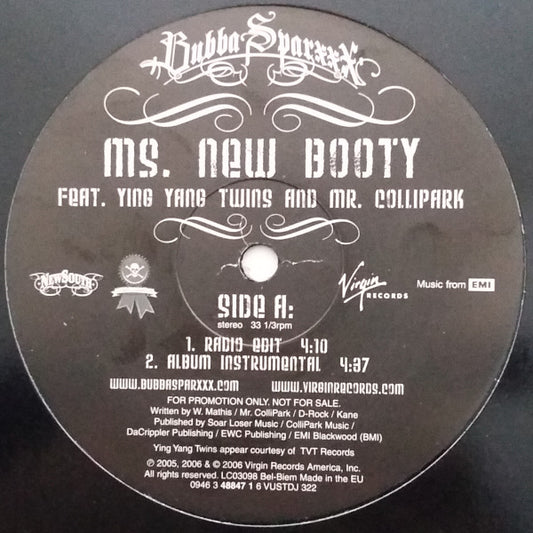 Bubba Sparxxx
MS. NEW BOOTY
FEAT. YING YANG TWINS AND MR. COLLIPARK
NEWSOUTH
Virgin
RECORDS
Music from EMI
SIDE A:
stereo 33 1/3rpm
1. RADIO EDIT 4:10
2. ALBUM INSTRUMENTAL 4:37
WWW.BUBBASPARXXX.COM WWW.VIRGINRECORDS.COM
FOR PROMOTION ONLY. NOT FOR SALE.
Written by W. Mathis / Mr. ColliPark / D-Rock / Kane
Published by Soar Loser Music / ColliPark Music /
DaCrippler Publishing / EWC Publishing / EMI Blackwood (BMI)
Ying Yang Twins appear courtesy of TVT Records
℗ 2005, 2006 & © 2006 Virgin Records America, Inc.
All rights reserved. LC03098 Bel-Biem Made in the EU
0946 3 48847 1 6 VUSTDJ 322